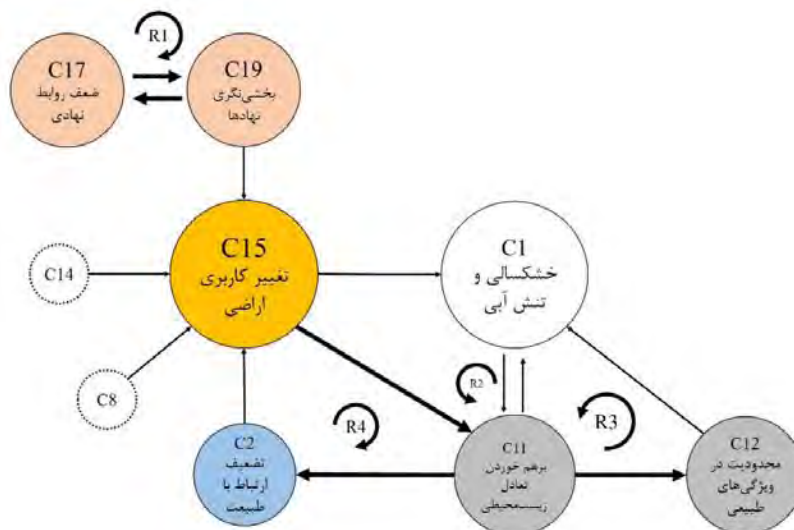 R1
C17
ضعف روابط
نهادی
C19
بخشی‌نگری
نهادها
C15
تغییر کاربری
اراضی
C1
خشکسالی و
تنش آبی
C14
C8
R2
R4
R3
C2
تضعیف
ارتباط با
طبیعت
C11
برهم خوردن
تعادل
زیست‌محیطی
C12
محدودیت در
ویژگی‌های
طبیعی